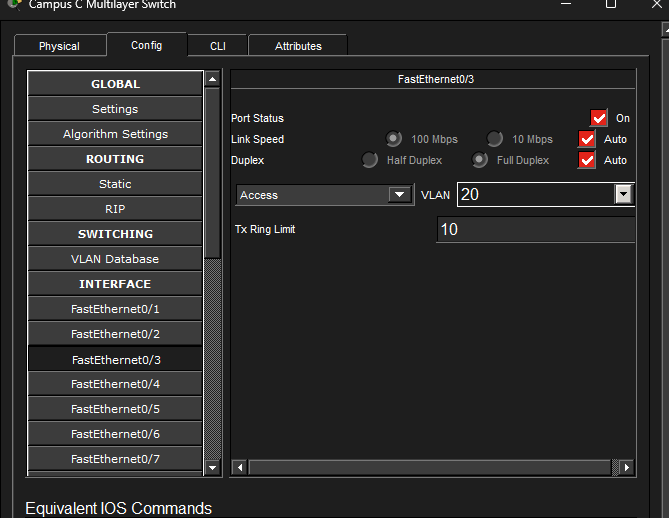 Campus C Multilayer Switch
Physical Config CLI Attributes
GLOBAL
Settings
Algorithm Settings
ROUTING
Static
RIP
SWITCHING
VLAN Database
INTERFACE
FastEthernet0/1
FastEthernet0/2
FastEthernet0/3
FastEthernet0/4
FastEthernet0/5
FastEthernet0/6
FastEthernet0/7
FastEthernet0/3
Port Status On
Link Speed 100 Mbps 10 Mbps Auto
Duplex Half Duplex Full Duplex Auto
Access VLAN 20
Tx Ring Limit 10
Equivalent IOS Commands